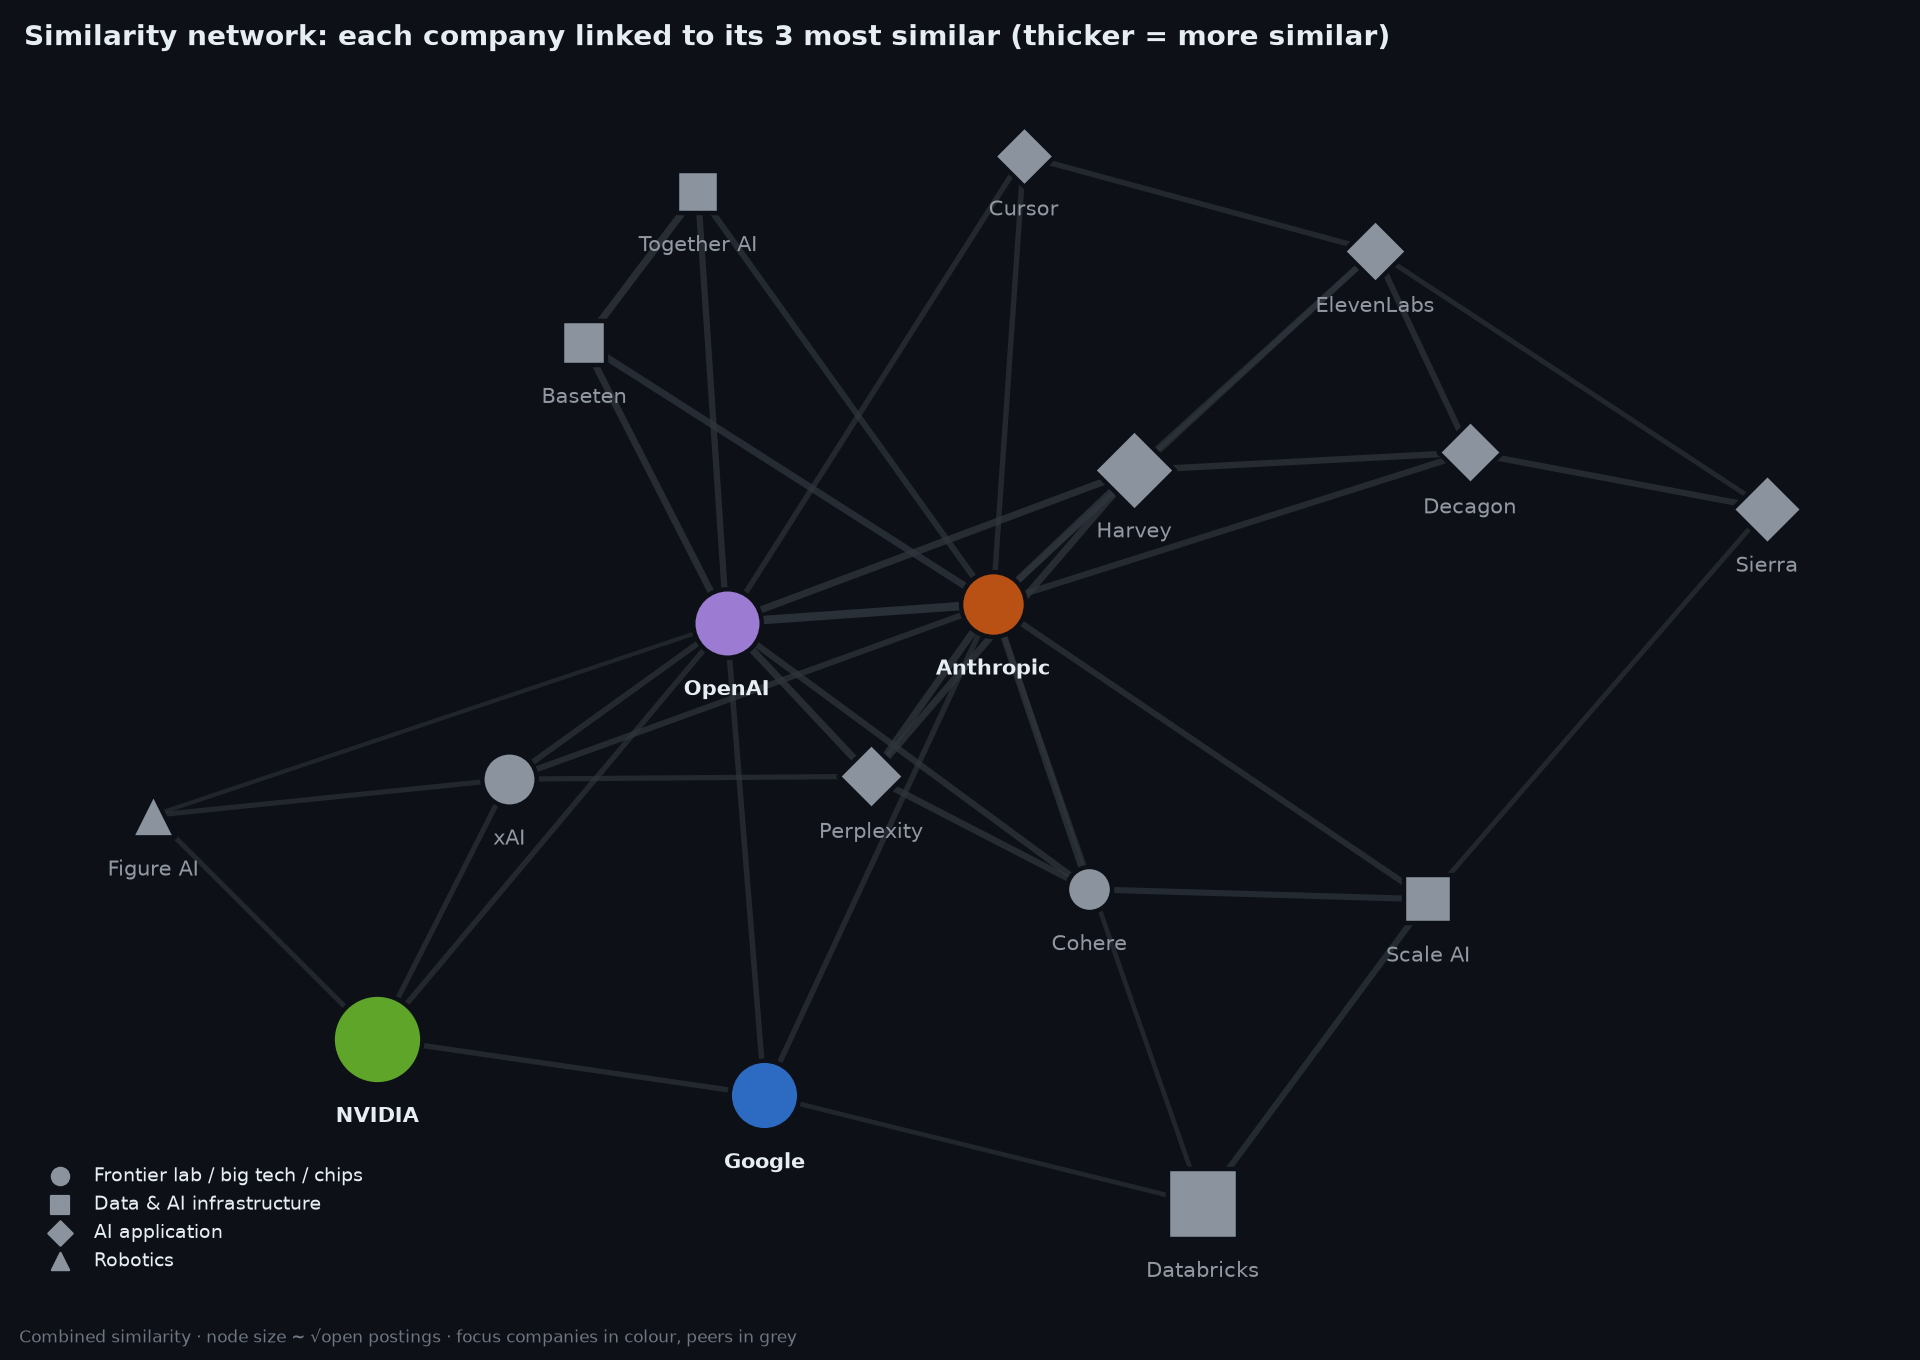 Similarity network: each company linked to its 3 most similar (thicker = more similar)
Cursor
Together AI
ElevenLabs
Baseten
Decagon
Harvey
Sierra
Anthropic
OpenAI
Perplexity
xAI
Figure AI
Cohere
Scale AI
NVIDIA
Google
Databricks
Frontier lab / big tech / chips
Data & AI infrastructure
AI application
Robotics
Combined similarity · node size ~ √open postings · focus companies in colour, peers in grey